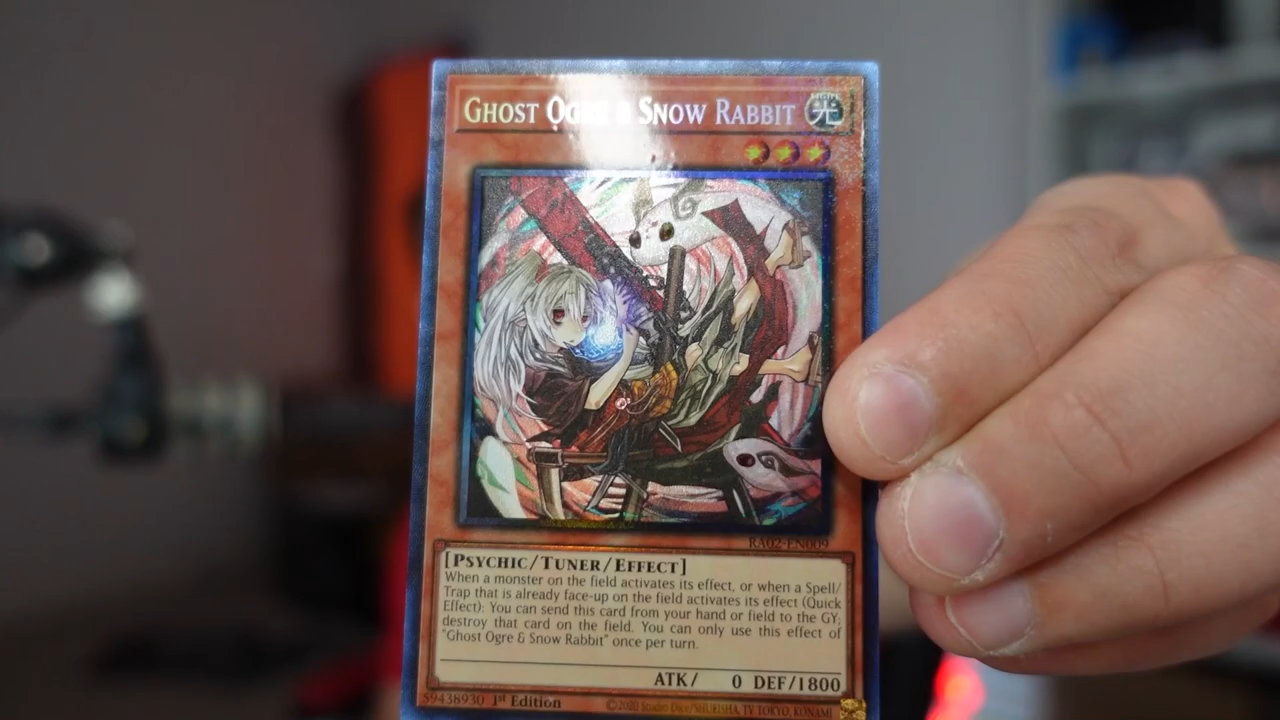 GHOST OGRE & SNOW RABBIT
LIGHT
光
RA02-EN009
[PSYCHIC/TUNER/EFFECT]
When a monster on the field activates its effect, or when a Spell/
Trap that is already face-up on the field activates its effect (Quick
Effect): You can send this card from your hand or field to the GY;
destroy that card on the field. You can only use this effect of
"Ghost Ogre & Snow Rabbit" once per turn.
ATK/ 0 DEF/1800
59438930 1st Edition ©2020 Studio Dice/SHUEISHA, TV TOKYO, KONAMI